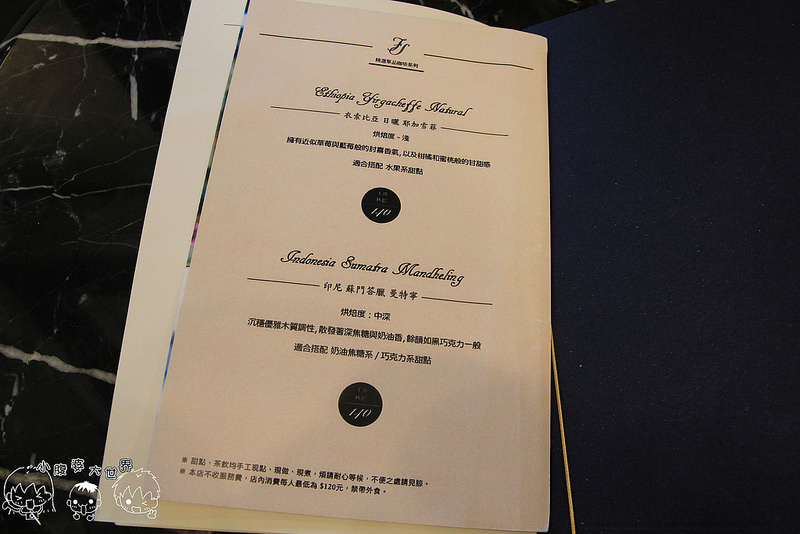 精選單品咖啡系列
Ethiopia Yirgacheffe Natural
衣索比亞 日曬 耶加雪菲
烘焙度 - 淺
擁有近似草莓與藍莓般的討喜香氣, 以及柑橘和蜜桃般的甘甜感
適合搭配 水果系甜點
140
Indonesia Sumatra Mandheling
印尼 蘇門答臘 曼特寧
烘焙度：中深
沉穩優雅木質調性, 散發著深焦糖與奶油香, 餘韻如黑巧克力一般
適合搭配 奶油焦糖系 / 巧克力系甜點
140
※ 甜點、茶飲均手工現點、現做、現煮，煩請耐心等候，不便之處請見諒。
※ 本店不收服務費，店內消費每人最低為 $120元，禁帶外食。
小腹婆大世界